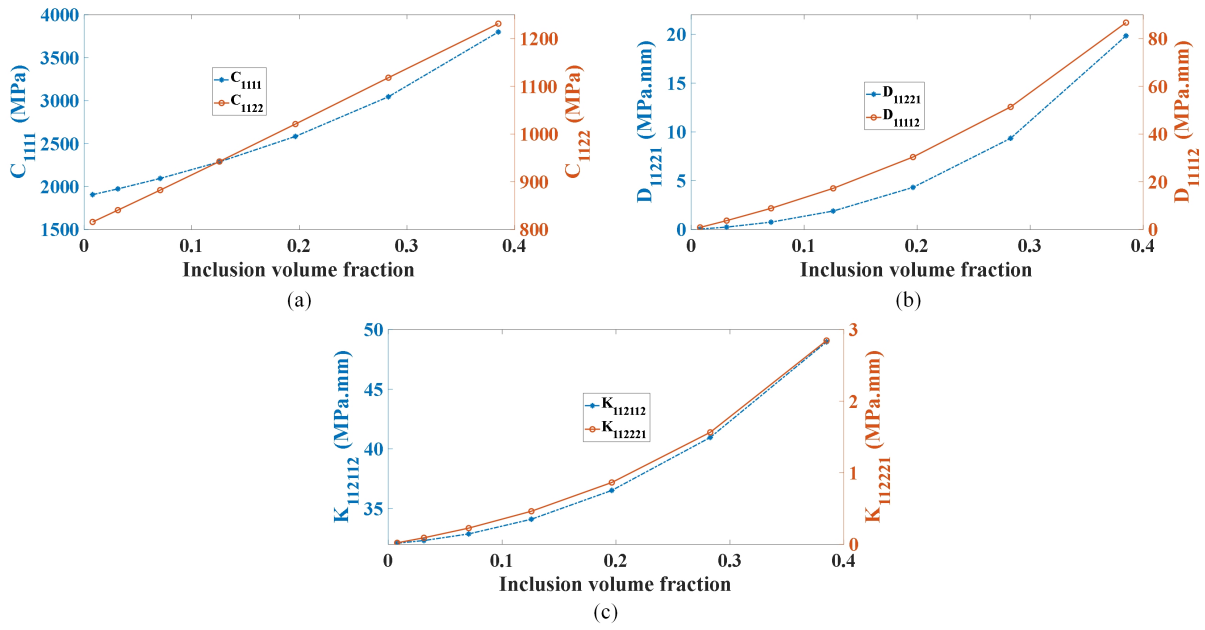 4000
3500
3000
2500
2000
1500
C1111 (MPa)
C1111
C1122
1200
1100
1000
900
800
C1122 (MPa)
0 0.1 0.2 0.3 0.4
Inclusion volume fraction
(a)
20
15
10
5
0
D11221 (MPa.mm)
D11221
D11112
80
60
40
20
0
D11112 (MPa.mm)
0 0.1 0.2 0.3 0.4
Inclusion volume fraction
(b)
50
45
40
35
K112112 (MPa.mm)
K112112
K112221
3
2
1
0
K112221 (MPa.mm)
0 0.1 0.2 0.3 0.4
Inclusion volume fraction
(c)